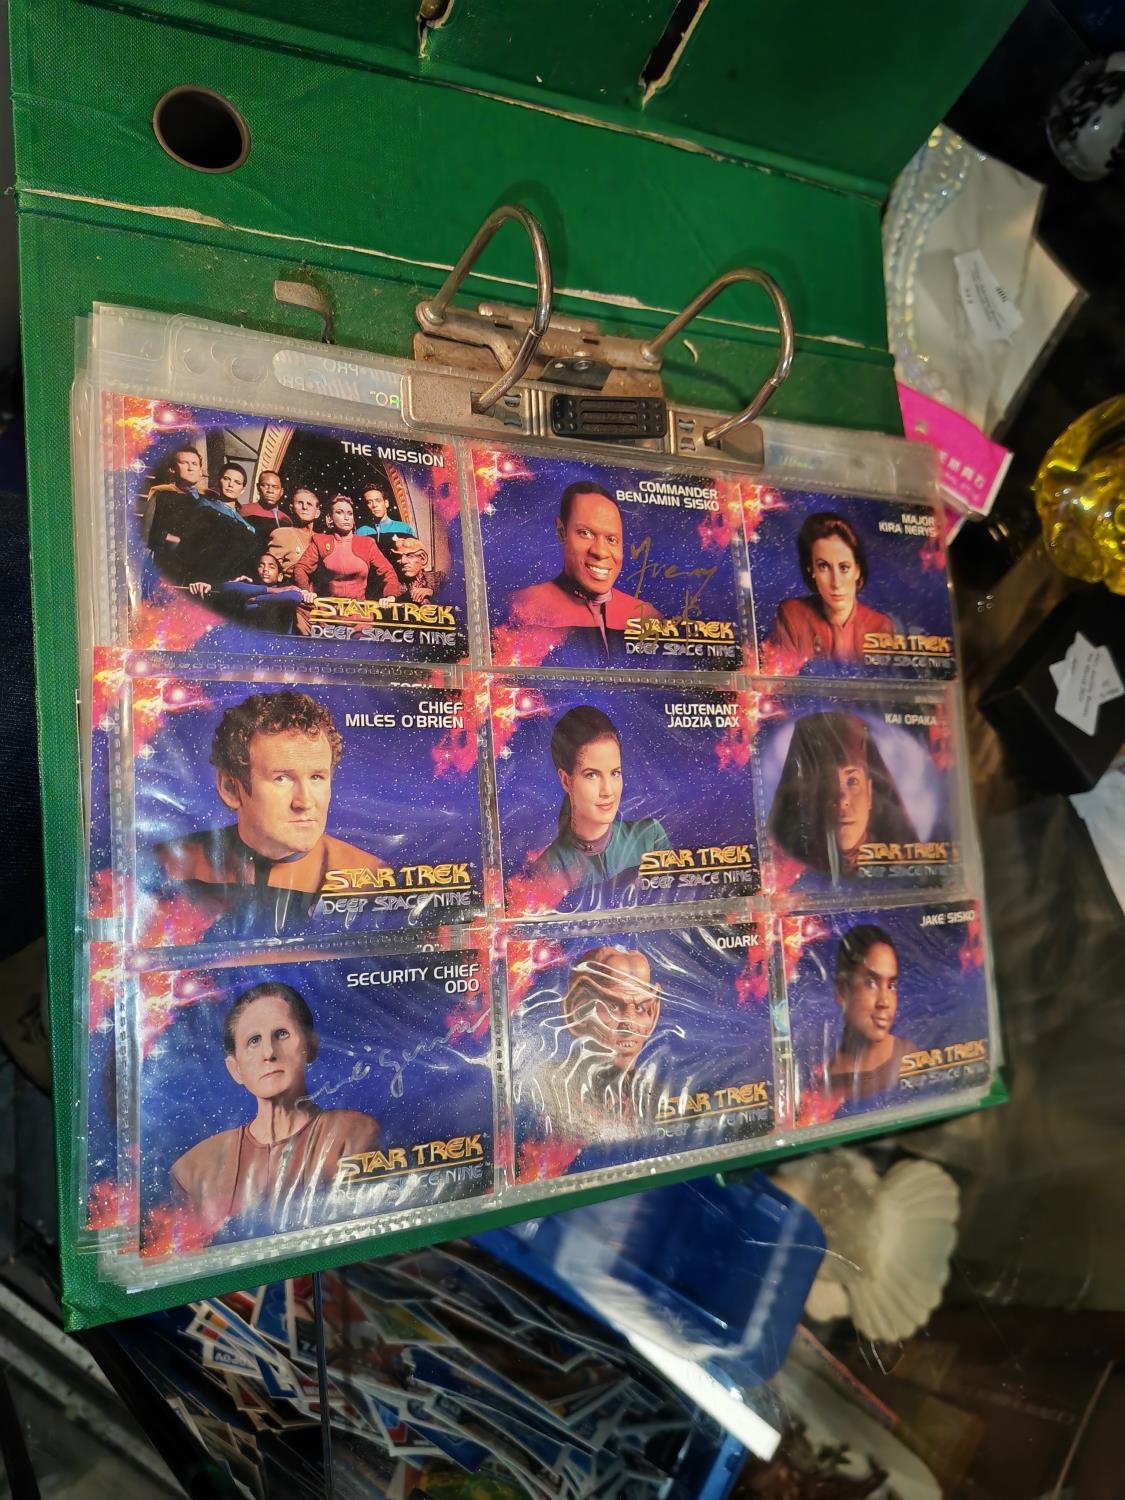 THE MISSION
STAR TREK
DEEP SPACE NINE
COMMANDER
BENJAMIN SISKO
STAR TREK
DEEP SPACE NINE
MAJOR
KIRA NERYS
STAR TREK
DEEP SPACE NINE
CHIEF
MILES O'BRIEN
STAR TREK
DEEP SPACE NINE
LIEUTENANT
JADZIA DAX
STAR TREK
DEEP SPACE NINE
KAI OPAKA
STAR TREK
DEEP SPACE NINE
SECURITY CHIEF
ODO
STAR TREK
DEEP SPACE NINE
QUARK
STAR TREK
DEEP SPACE NINE
JAKE SISKO
STAR TREK
DEEP SPACE NINE